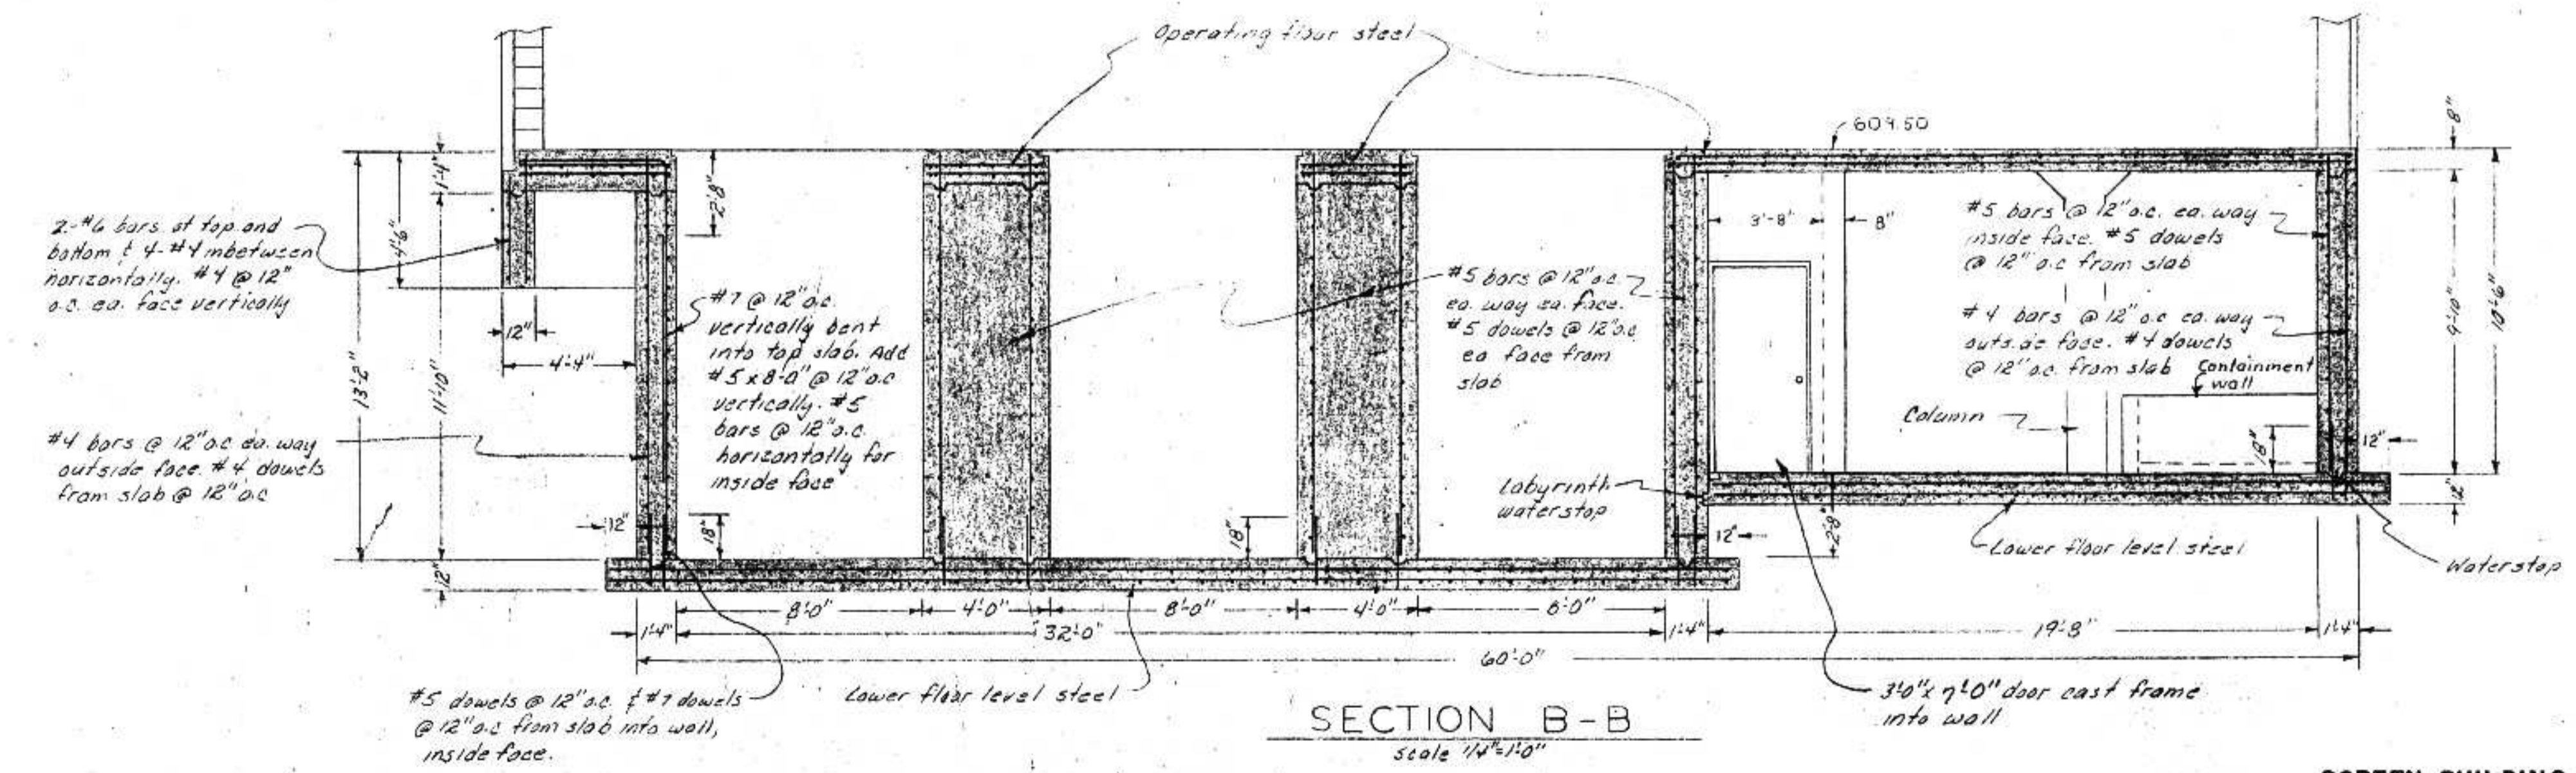 Operating floor steel
609.50
8"
1'-4"
2'-8"
4'-6"
2-#6 bars at top and
bottom & 4-#4 inbetween
horizontally. #4 @ 12"
o.c. ea. face vertically
12"
4'-4"
13'-2"
11'-10"
#7 @ 12" o.c.
vertically bent
into top slab. Add
#5 x 8'-0" @ 12" o.c.
vertically. #5
bars @ 12" o.c.
horizontally for
inside face
#5 bars @ 12" o.c.
ea. way ea. face.
#5 dowels @ 12" o.c.
ea face from
slab
3'-8"
8"
#5 bars @ 12" o.c. ea. way
inside face. #5 dowels
@ 12" o.c from slab
#4 bars @ 12" o.c ea. way
outside face. #4 dowels
@ 12" o.c. from slab
Containment
wall
Column
9'-10"
10'-6"
#4 bars @ 12" o.c ea. way
outside face. #4 dowels
from slab @ 12" o.c
12"
18"
18"
Labyrinth
waterstop
12"
2'-8"
18"
12"
12"
Lower floor level steel
Waterstop
12"
8'-0"
4'-0"
8'-0"
4'-0"
8'-0"
1'-4"
32'-0"
1'-4"
19'-8"
1'-4"
60'-0"
#5 dowels @ 12" o.c. & #7 dowels
@ 12" o.c from slab into wall,
inside face.
Lower floor level steel
3'-0" x 7'-0" door cast frame
into wall
SECTION B-B
scale 1/4"=1'-0"